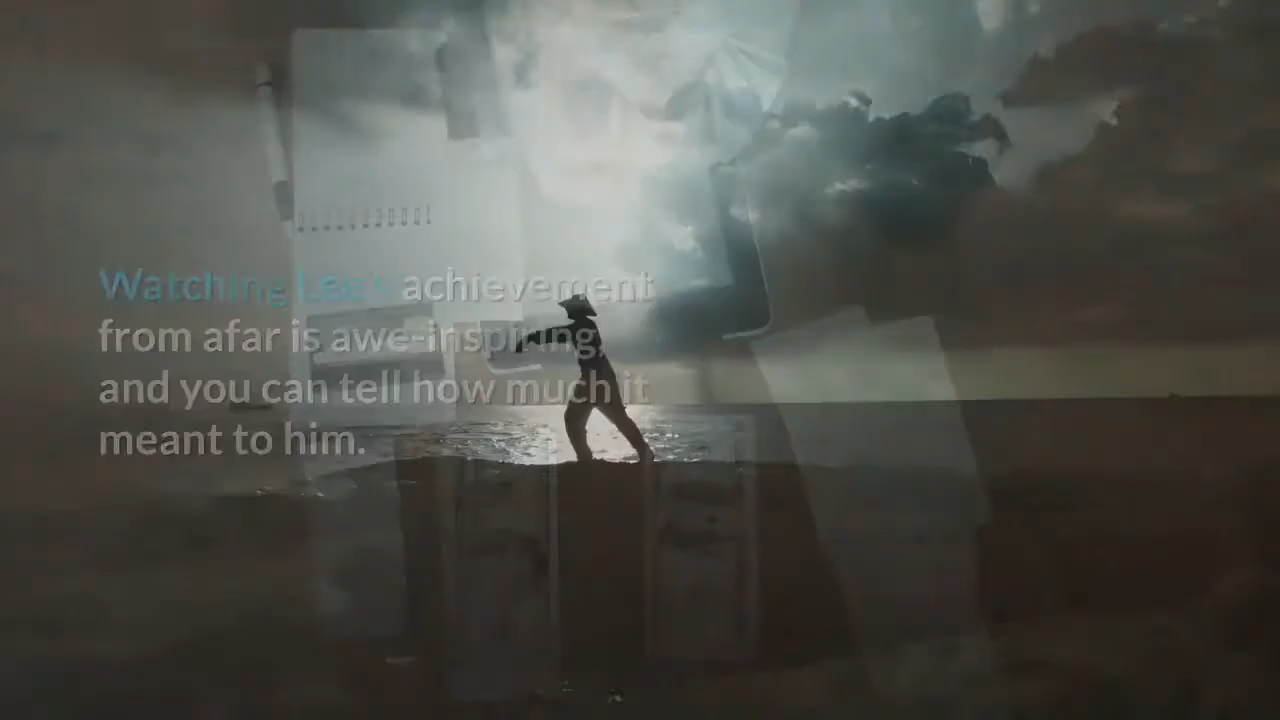 Watching Lee's achievement
from afar is awe-inspiring,
and you can tell how much it
meant to him.